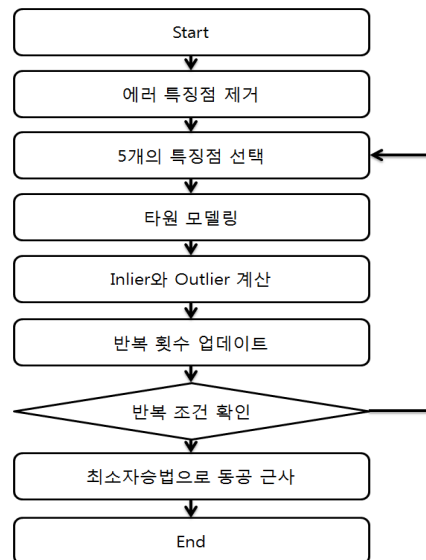 Start
에러 특징점 제거
5개의 특징점 선택
타원 모델링
Inlier와 Outlier 계산
반복 횟수 업데이트
반복 조건 확인
최소자승법으로 동공 근사
End